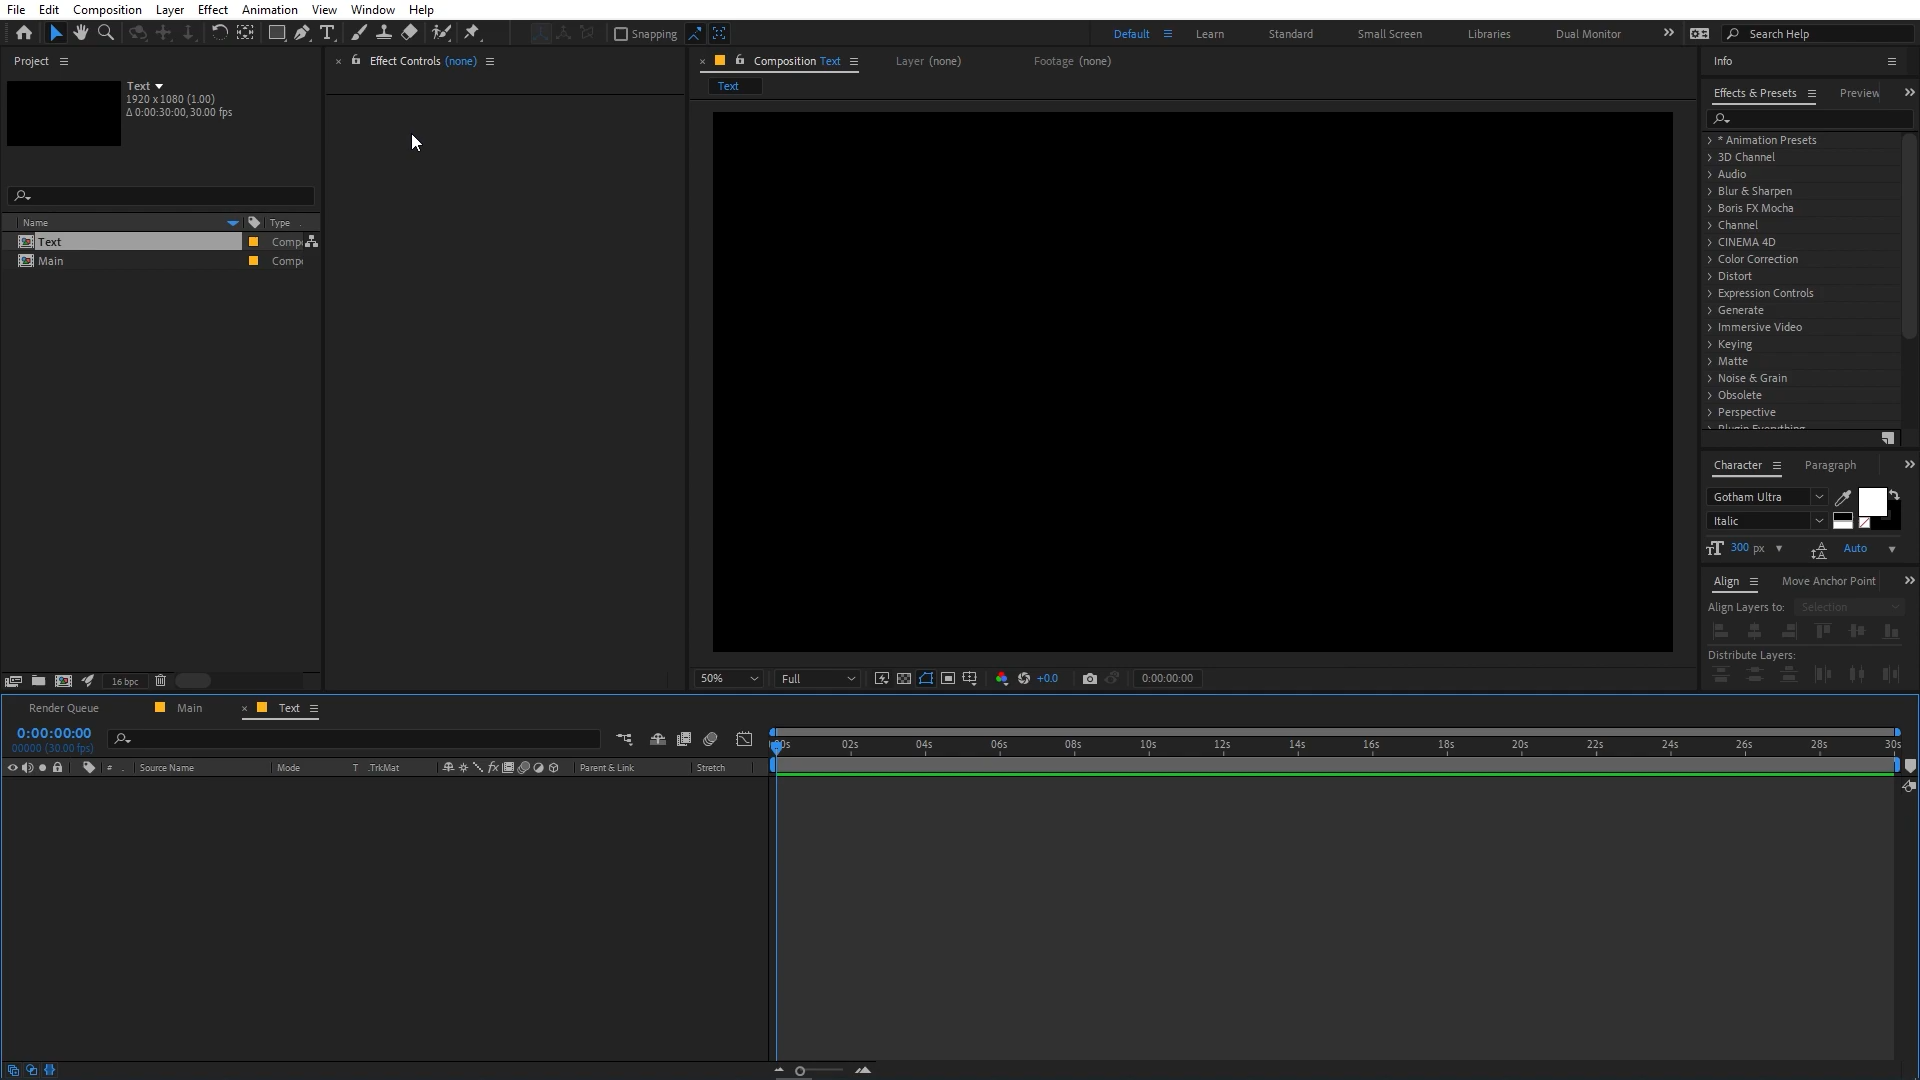 File Edit Composition Layer Effect Animation View Window Help
Snapping
Default Learn Standard Small Screen Libraries Dual Monitor
Search Help
Project
Text
1920 x 1080 (1.00)
Δ 0:00:30:00, 30.00 fps
Name Type
Text
Main
16 bpc
Effect Controls (none)
Composition Text Layer (none) Footage (none)
Text
50% Full +0.0 0:00:00:00
Info
Effects & Presets Preview
* Animation Presets
3D Channel
Audio
Blur & Sharpen
Boris FX Mocha
Channel
CINEMA 4D
Color Correction
Distort
Expression Controls
Generate
Immersive Video
Keying
Matte
Noise & Grain
Obsolete
Perspective
Plugin Everything
Character Paragraph
Gotham Ultra
Italic
300 px Auto
Align Move Anchor Point
Align Layers to: Selection
Distribute Layers:
Render Queue Main Text
0:00:00:00
00000 (30.00 fps)
# Source Name Mode T .TrkMat fx Parent & Link Stretch
02s 04s 06s 08s 10s 12s 14s 16s 18s 20s 22s 24s 26s 28s 30s